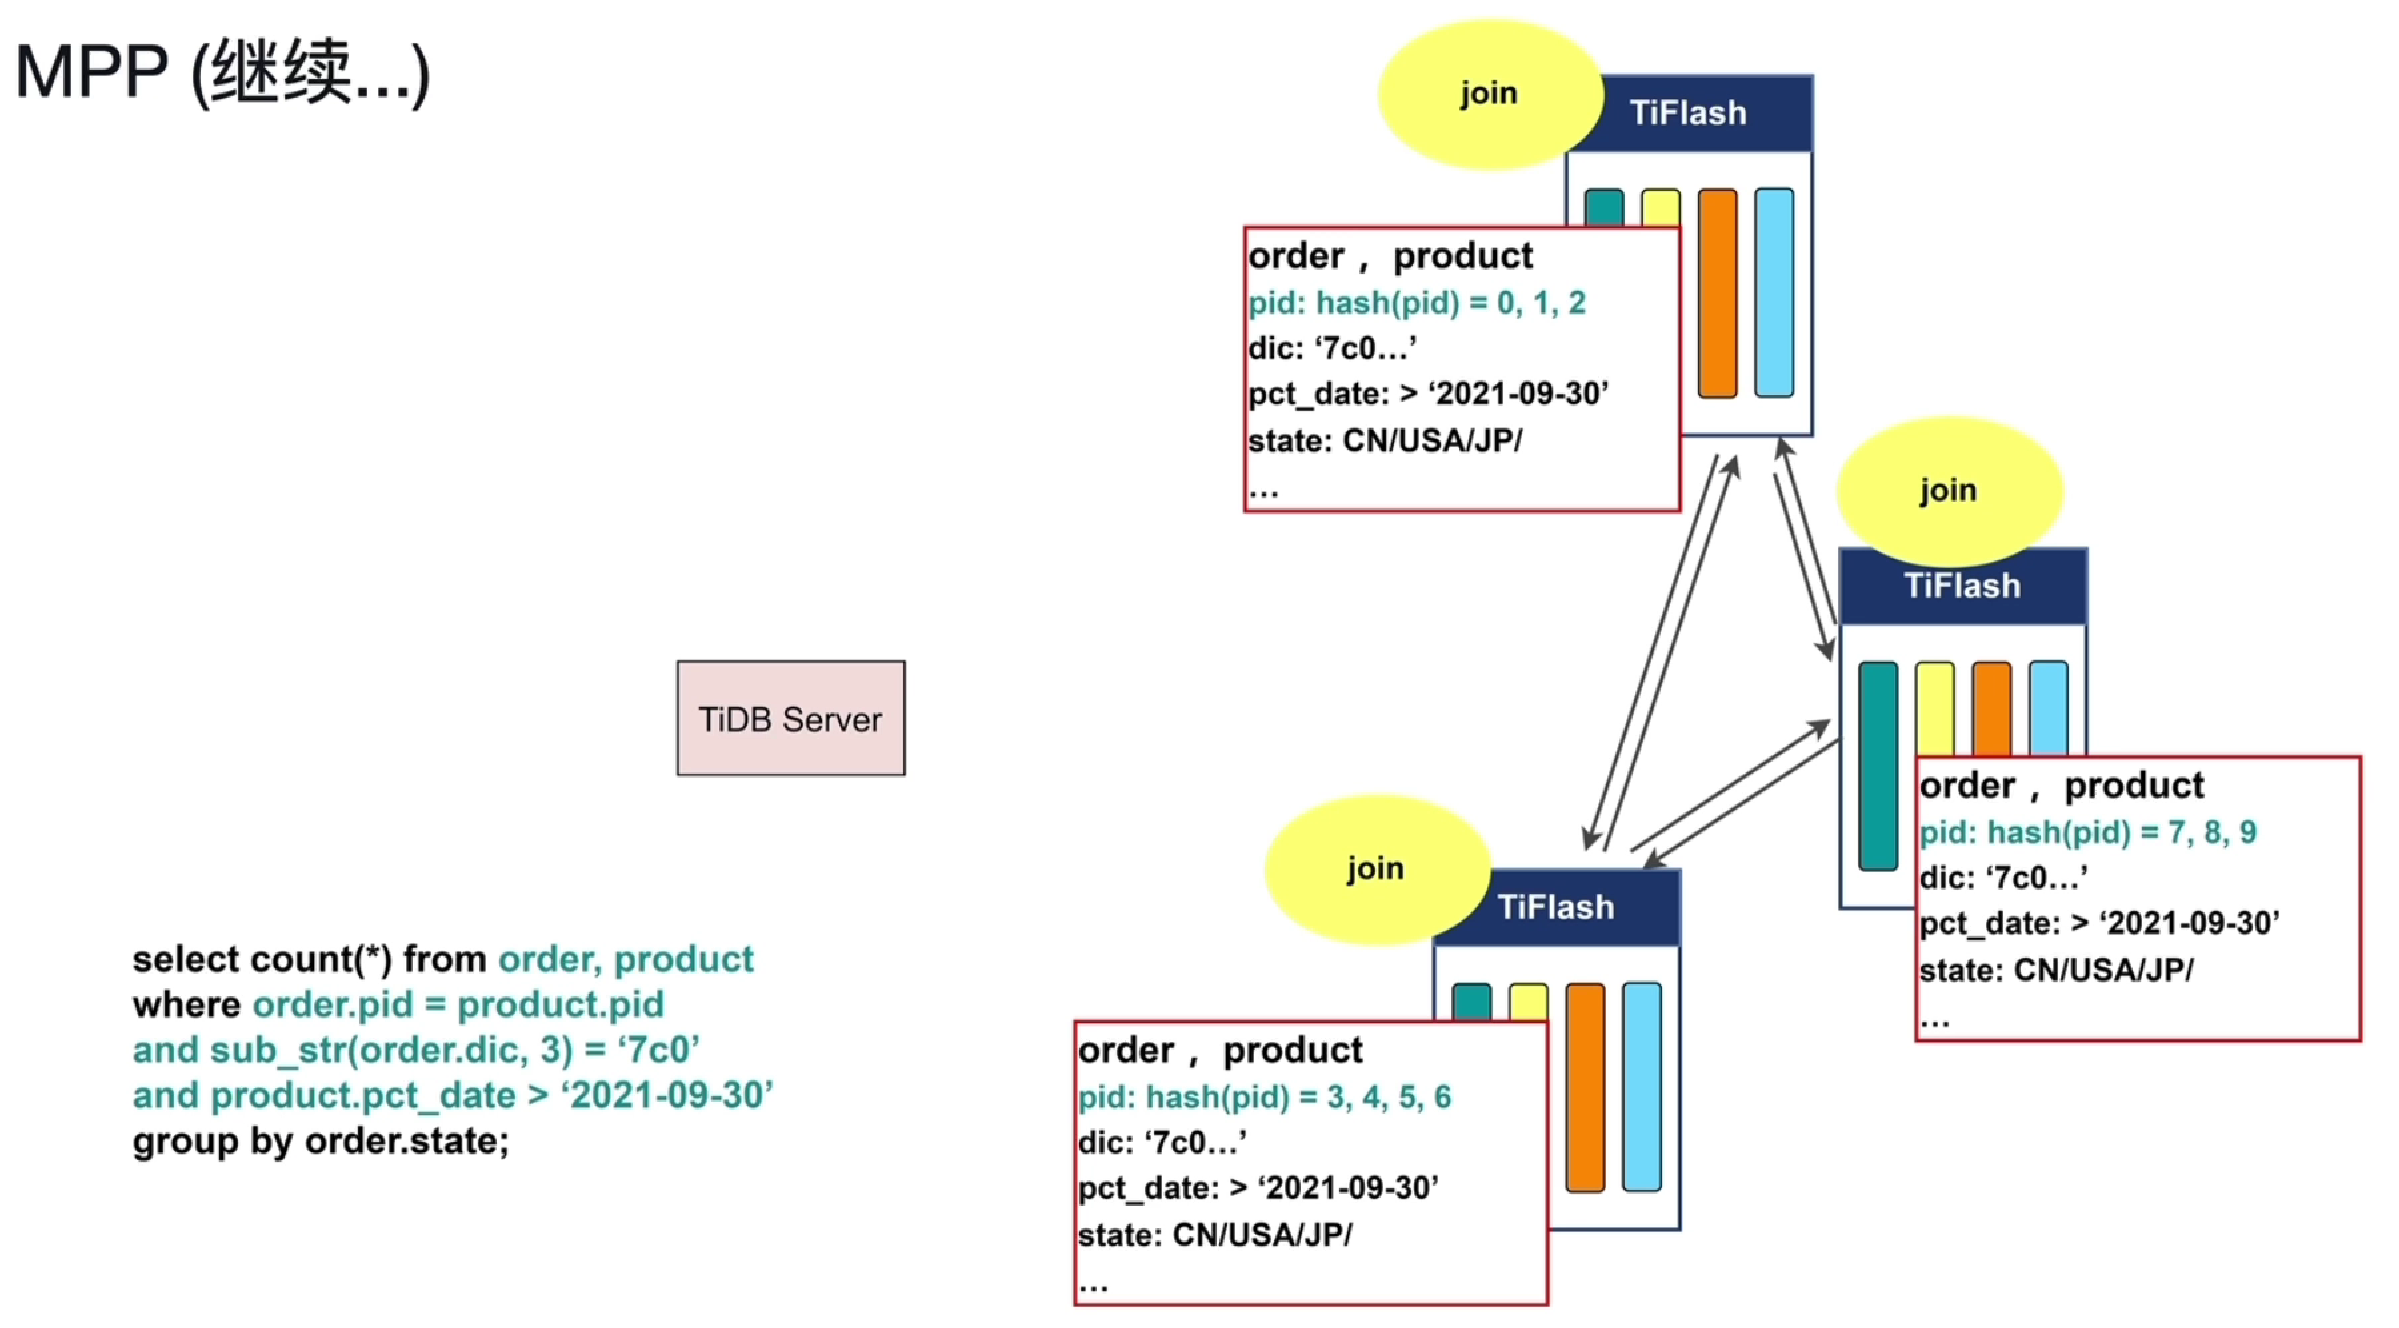 MPP (继续...)
join
TiFlash
order ,  product
pid: hash(pid) = 0, 1, 2
dic: ‘7c0...’
pct_date: > ‘2021-09-30’
state: CN/USA/JP/
...
join
TiFlash
order ,  product
pid: hash(pid) = 7, 8, 9
dic: ‘7c0...’
pct_date: > ‘2021-09-30’
state: CN/USA/JP/
...
TiDB Server
join
TiFlash
order ,  product
pid: hash(pid) = 3, 4, 5, 6
dic: ‘7c0...’
pct_date: > ‘2021-09-30’
state: CN/USA/JP/
...
select count(*) from order, product
where order.pid = product.pid
and sub_str(order.dic, 3) = ‘7c0’
and product.pct_date > ‘2021-09-30’
group by order.state;